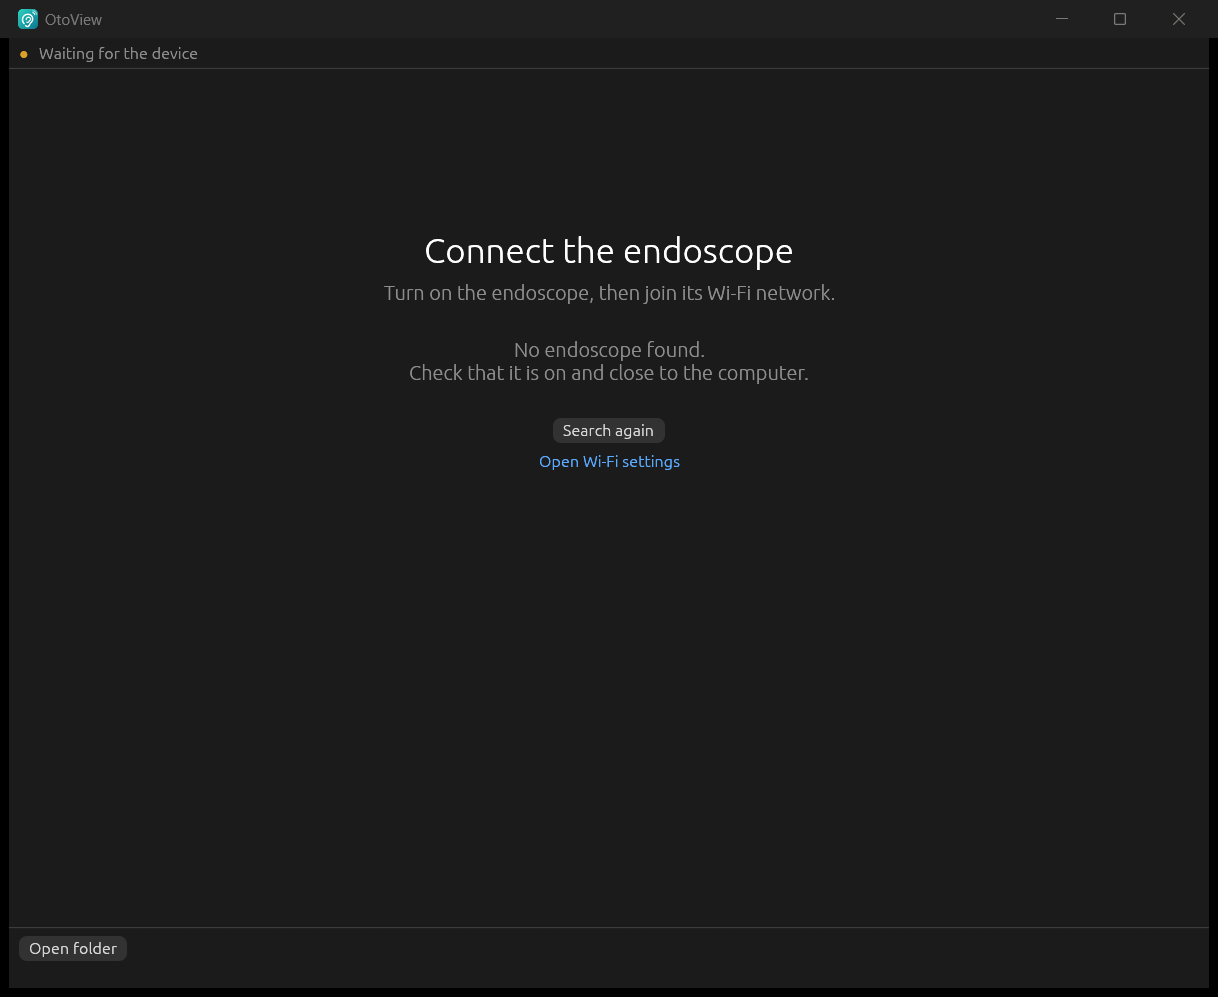 OtoView
Waiting for the device
Connect the endoscope
Turn on the endoscope, then join its Wi-Fi network.
No endoscope found.
Check that it is on and close to the computer.
Search again
Open Wi-Fi settings
Open folder